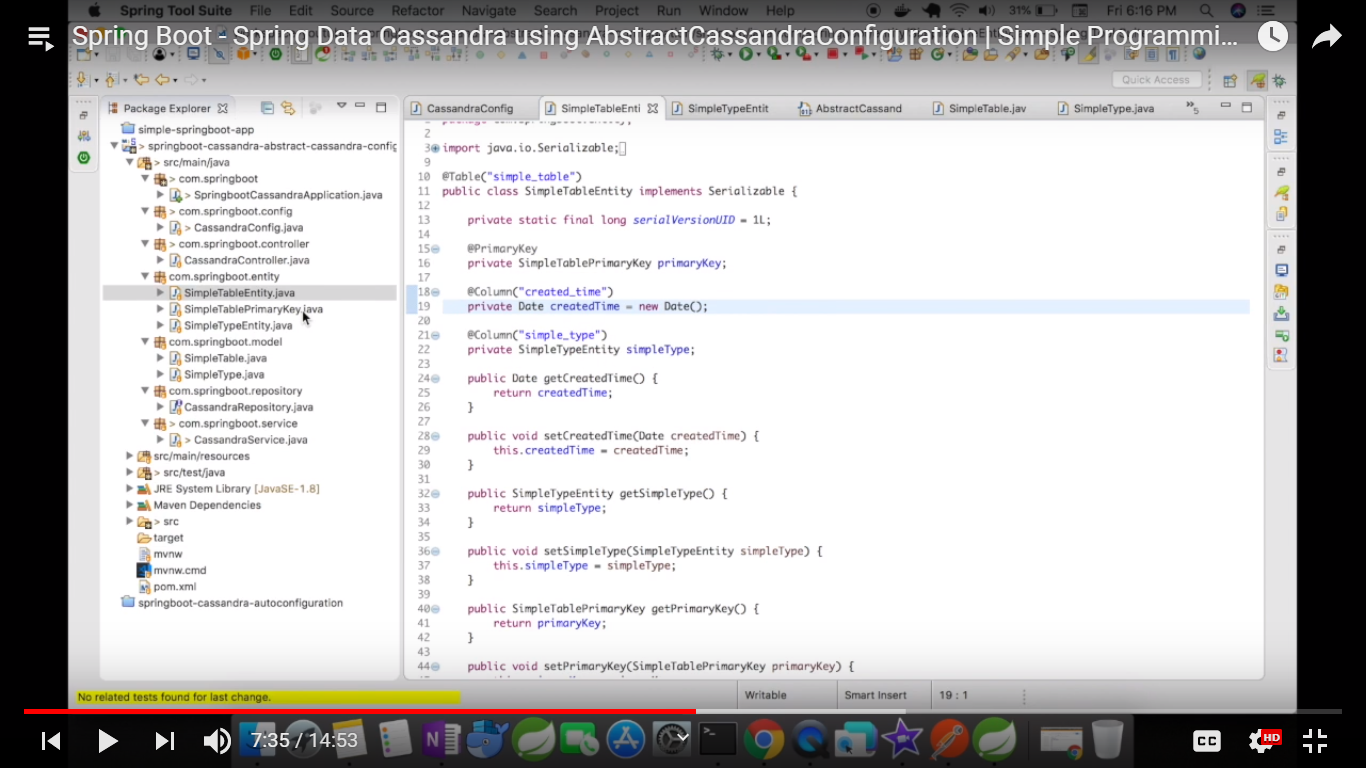 Spring Tool Suite File Edit Source Refactor Navigate Search Project Run Window Help 31% Fri 6:16 PM
Spring Boot - Spring Data Cassandra using AbstractCassandraConfiguration | Simple Programmi...
Quick Access
Package Explorer
CassandraConfig SimpleTableEnti SimpleTypeEntit AbstractCassand SimpleTable.jav SimpleType.java »5
simple-springboot-app
> springboot-cassandra-abstract-cassandra-config
> src/main/java
> com.springboot
> SpringbootCassandraApplication.java
> com.springboot.config
> CassandraConfig.java
> com.springboot.controller
CassandraController.java
com.springboot.entity
SimpleTableEntity.java
SimpleTablePrimaryKey.java
SimpleTypeEntity.java
com.springboot.model
SimpleTable.java
SimpleType.java
com.springboot.repository
CassandraRepository.java
> com.springboot.service
> CassandraService.java
src/main/resources
> src/test/java
JRE System Library [JavaSE-1.8]
Maven Dependencies
> src
target
mvnw
mvnw.cmd
pom.xml
springboot-cassandra-autoconfiguration
2
3 import java.io.Serializable;
9
10 @Table("simple_table")
11 public class SimpleTableEntity implements Serializable {
12
13 private static final long serialVersionUID = 1L;
14
15 @PrimaryKey
16 private SimpleTablePrimaryKey primaryKey;
17
18 @Column("created_time")
19 private Date createdTime = new Date();
20
21 @Column("simple_type")
22 private SimpleTypeEntity simpleType;
23
24 public Date getCreatedTime() {
25 return createdTime;
26 }
27
28 public void setCreatedTime(Date createdTime) {
29 this.createdTime = createdTime;
30 }
31
32 public SimpleTypeEntity getSimpleType() {
33 return simpleType;
34 }
35
36 public void setSimpleType(SimpleTypeEntity simpleType) {
37 this.simpleType = simpleType;
38 }
39
40 public SimpleTablePrimaryKey getPrimaryKey() {
41 return primaryKey;
42 }
43
44 public void setPrimaryKey(SimpleTablePrimaryKey primaryKey) {
No related tests found for last change.
Writable Smart Insert 19 : 1
7:35 / 14:53
CC HD